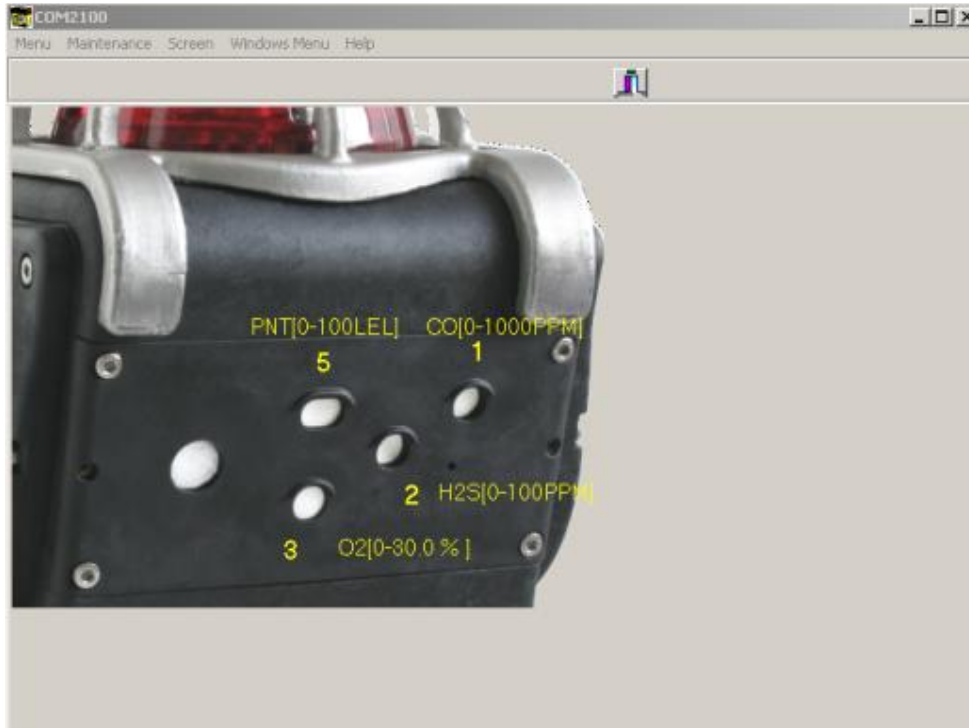 COM2100
Menu Maintenance Screen Windows Menu Help
PNT[0-100LEL] CO[0-1000PPM]
5 1
2 H2S[0-100PPM]
3 O2[0-30.0 % ]